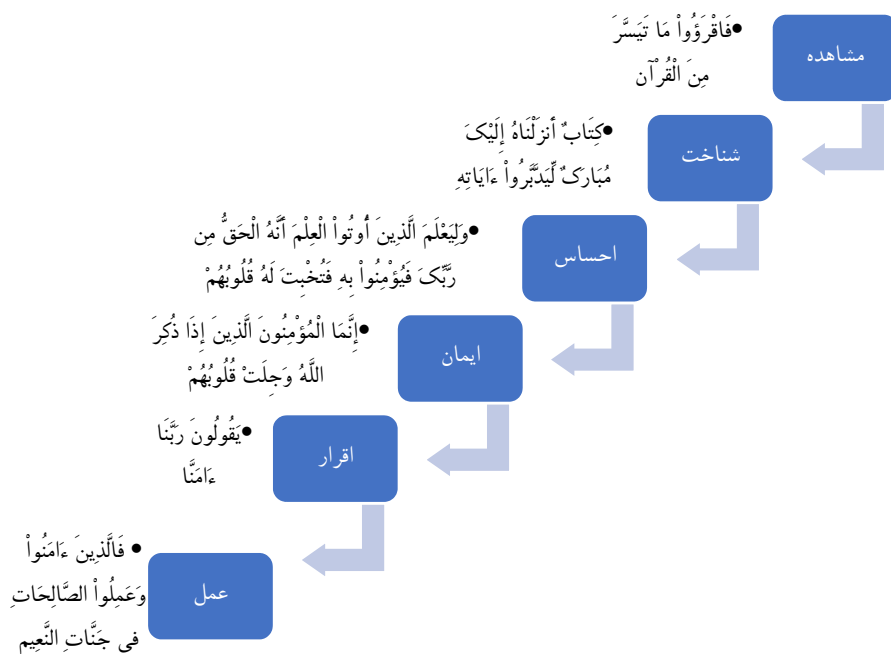 مشاهده
•فَاقْرَؤُواْ مَا تَيَسَّرَ
مِنَ الْقُرْآن
شناخت
•كِتَابٌ أَنزَلْنَاهُ إِلَيْکَ
مُبَارَکٌ لِّيَدَّبَّرُواْ ءَايَاتِهِ
احساس
•وَلِيَعْلَمَ الَّذِينَ أُوتُواْ الْعِلْمَ أَنَّهُ الْحَقُّ مِن
رَّبِّکَ فَيُؤْمِنُواْ بِهِ فَتُخْبِتَ لَهُ قُلُوبُهُمْ
ایمان
•إِنَّمَا الْمُؤْمِنُونَ الَّذِينَ إِذَا ذُكِرَ
اللَّهُ وَجِلَتْ قُلُوبُهُمْ
اقرار
•يَقُولُونَ رَبَّنَا
ءَامَنَّا
عمل
• فَالَّذِينَ ءَامَنُواْ
وَعَمِلُواْ الصَّالِحَاتِ
فی جَنَّاتِ النَّعِيم